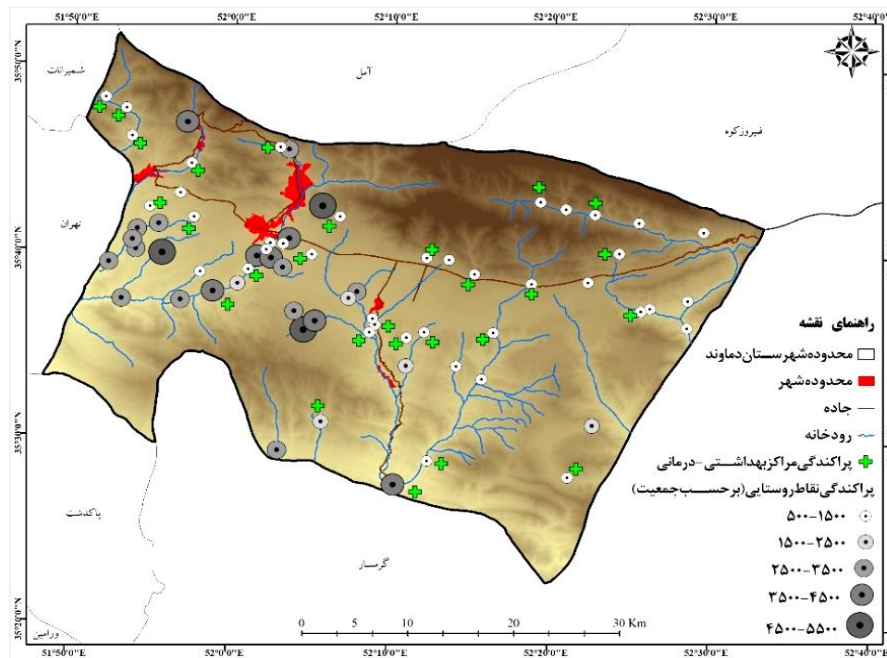 51°50'0"E 52°0'0"E 52°10'0"E 52°20'0"E 52°30'0"E 52°40'0"E
35°50'0"N
35°40'0"N
35°30'0"N
35°20'0"N
شمیرانات
آمل
فیروزکوه
تهران
پاکدشت
گرمسار
ورامین
راهنمای نقشه
محدوده شهرستان دماوند
محدوده شهر
جاده
رودخانه
پراکندگی مراکز بهداشتی - درمانی
پراکندگی نقاط روستایی (برحسب جمعیت)
۵۰۰-۱۵۰۰
۱۵۰۰-۲۵۰۰
۲۵۰۰-۳۵۰۰
۳۵۰۰-۴۵۰۰
۴۵۰۰-۵۵۰۰
0 5 10 20 30 Km
51°50'0"E 52°0'0"E 52°10'0"E 52°20'0"E 52°30'0"E 52°40'0"E